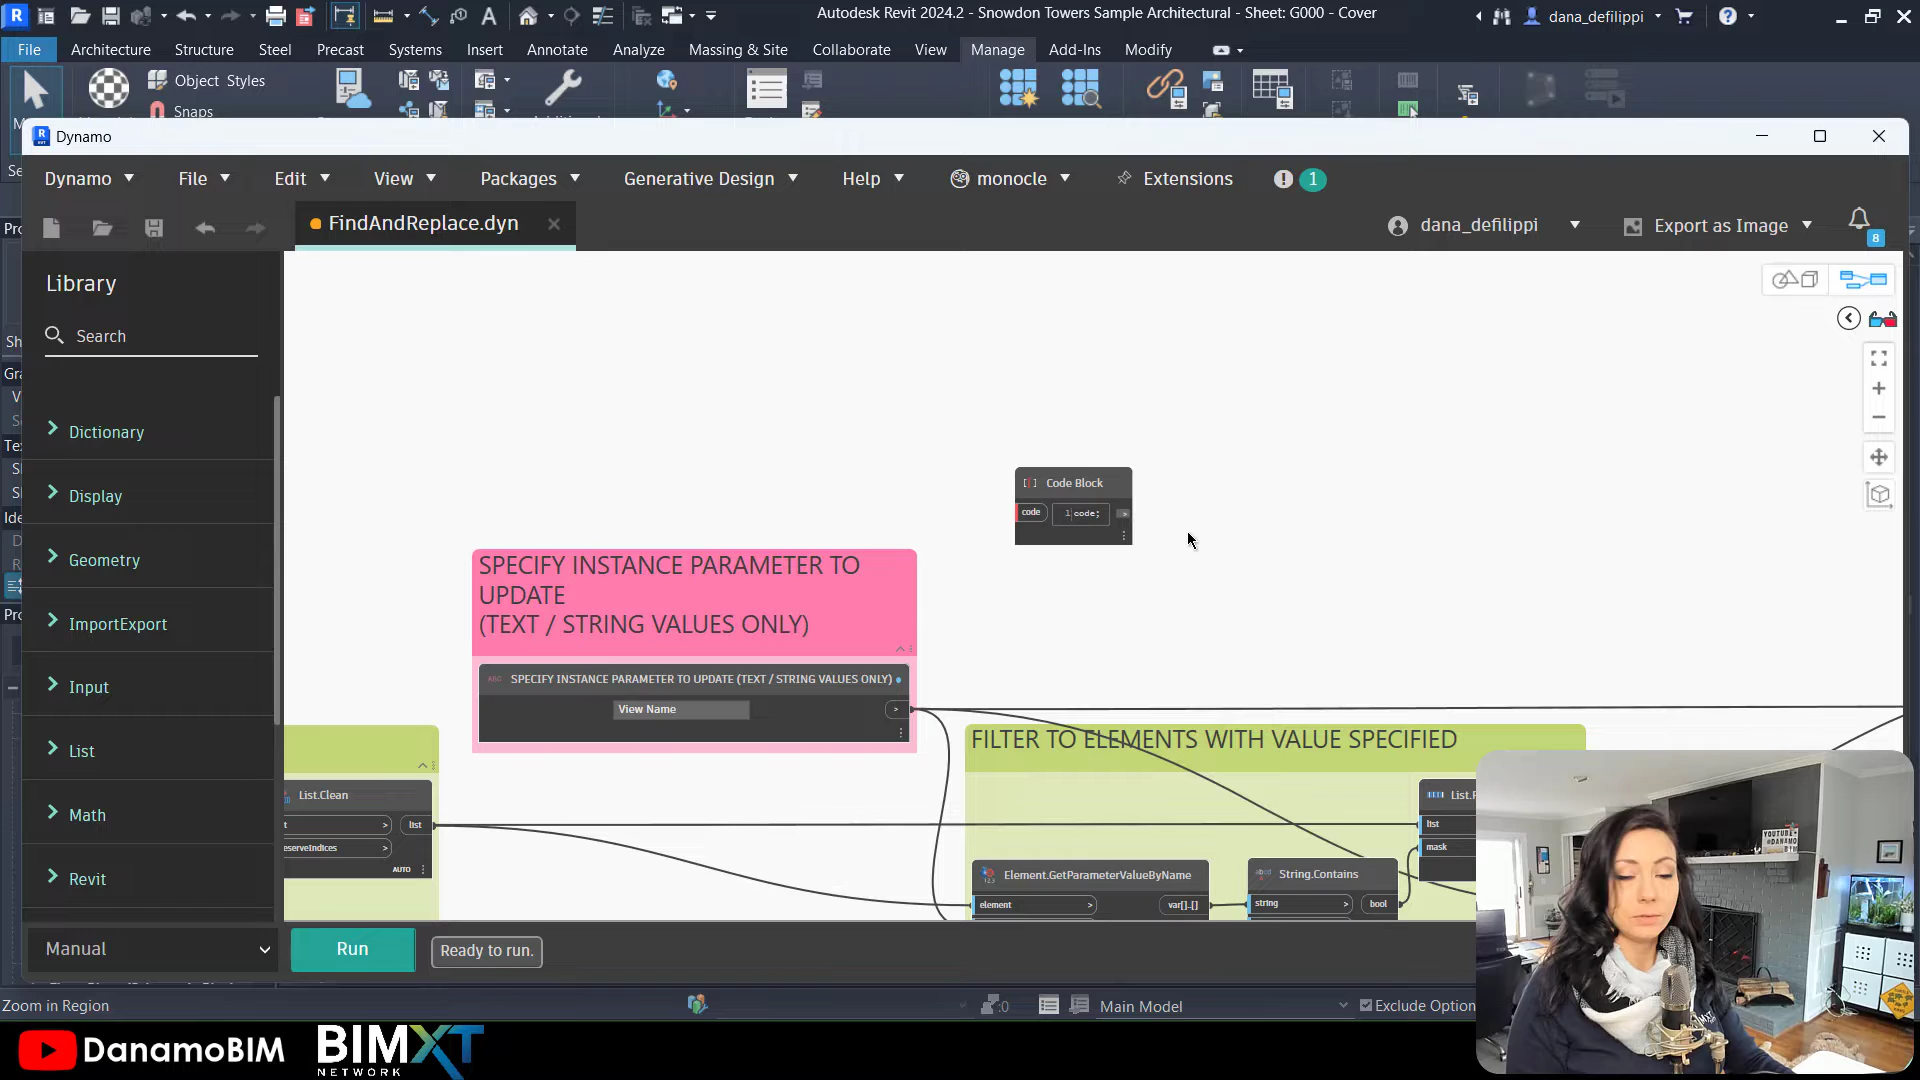 Autodesk Revit 2024.2 - Snowdon Towers Sample Architectural - Sheet: G000 - Cover
dana_defilippi
File
Architecture
Structure
Steel
Precast
Systems
Insert
Annotate
Analyze
Massing & Site
Collaborate
View
Manage
Add-Ins
Modify
Object Styles
Snaps
Dynamo
Dynamo
File
Edit
View
Packages
Generative Design
Help
monocle
Extensions
1
FindAndReplace.dyn
dana_defilippi
Export as Image
8
Library
Search
Dictionary
Display
Geometry
ImportExport
Input
List
Math
Revit
Code Block
code
1 code;
>
SPECIFY INSTANCE PARAMETER TO
UPDATE
(TEXT / STRING VALUES ONLY)
SPECIFY INSTANCE PARAMETER TO UPDATE (TEXT / STRING VALUES ONLY)
View Name
>
FILTER TO ELEMENTS WITH VALUE SPECIFIED
List.Clean
list
AUTO
Element.GetParameterValueByName
element >
var[]..[]
String.Contains
string >
bool
list
mask
Manual
Run
Ready to run.
Zoom in Region
:0
Main Model
Exclude Option
DanamoBIM
BIMXT
NETWORK